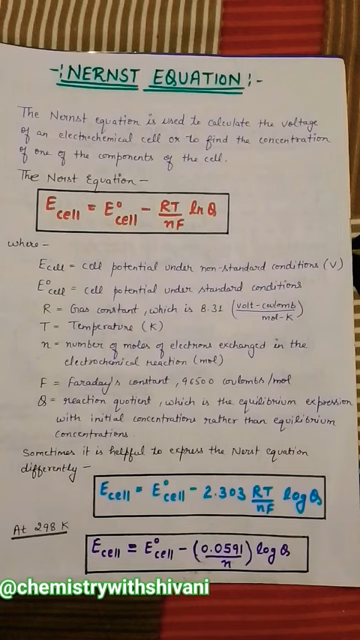 -: NERNST EQUATION :-
The Nernst equation is used to calculate the voltage
of an electrochemical cell or to find the concentration
of one of the components of the cell.
The Nerst Equation –
E cell = E° cell – RT/nF ln Q
where –
Ecell = cell potential under non-standard conditions (V)
E°cell = cell potential under standard conditions
R = Gas constant, which is 8.31 (volt-coulomb/mol-K)
T = Temperature (K)
n = number of moles of electrons exchanged in the
electrochemical reaction (mol)
F = Faraday's constant, 96500 coulombs/mol
Q = reaction quotient, which is the equilibrium expression
with initial concentrations rather than equilibrium
concentrations.
Sometimes it is helpful to express the Nerst equation
differently –
Ecell = E°cell – 2.303 RT/nF log Q
At 298 K
Ecell = E°cell – (0.0591/n) log Q
@chemistrywithshivani